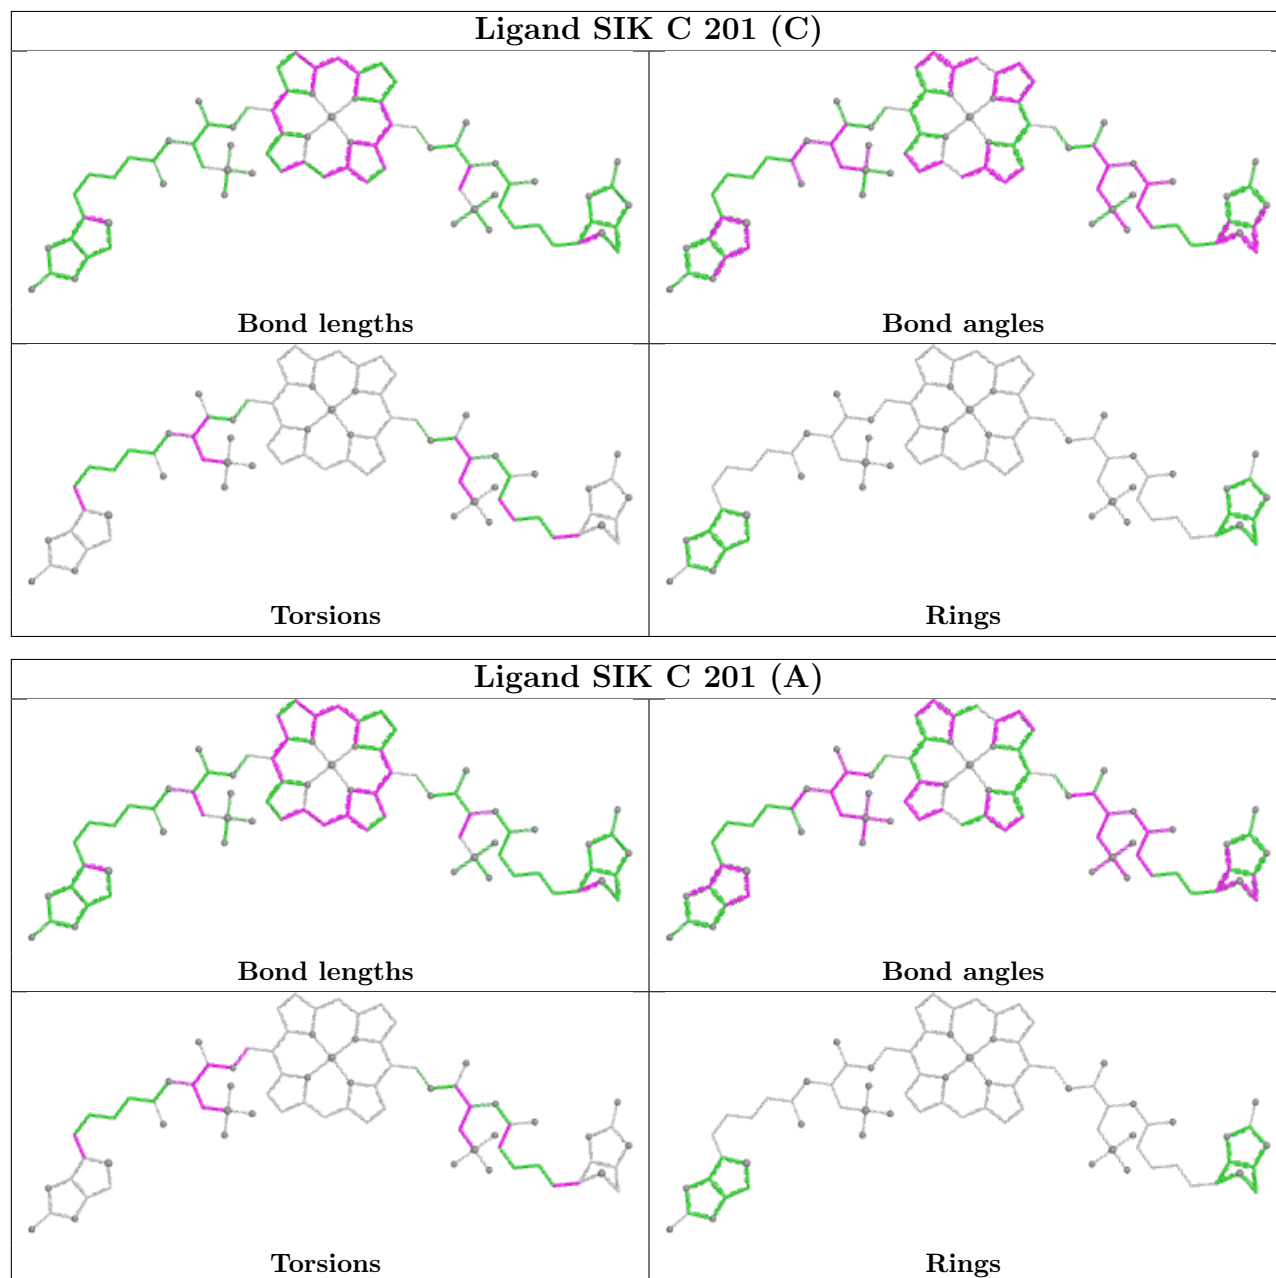 Ligand SIK C 201 (C)
Bond lengths
Bond angles
Torsions
Rings
Ligand SIK C 201 (A)
Bond lengths
Bond angles
Torsions
Rings